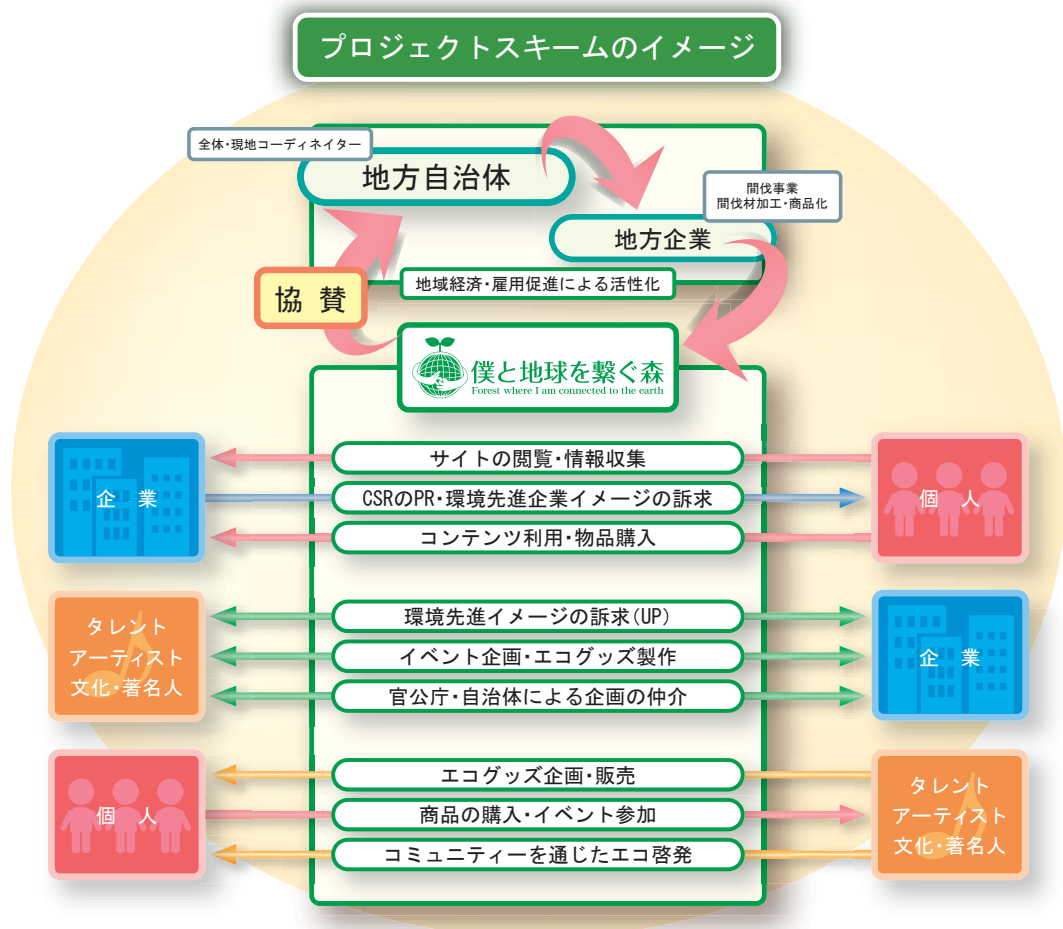 プロジェクトスキームのイメージ
全体・現地コーディネイター
地方自治体
間伐事業
間伐材加工・商品化
地方企業
地域経済・雇用促進による活性化
協 賛
僕と地球を繋ぐ森
Forest where I am connected to the earth
サイトの閲覧・情報収集
企 業
CSRのPR・環境先進企業イメージの訴求
個 人
コンテンツ利用・物品購入
タレント
アーティスト
文化・著名人
環境先進イメージの訴求(UP)
イベント企画・エコグッズ製作
官公庁・自治体による企画の仲介
企 業
個 人
エコグッズ企画・販売
商品の購入・イベント参加
コミュニティーを通じたエコ啓発
タレント
アーティスト
文化・著名人